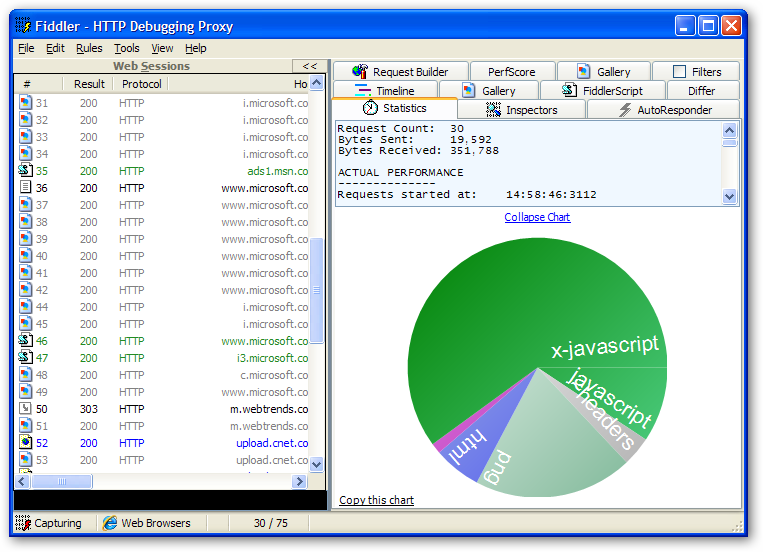 Fiddler - HTTP Debugging Proxy
File Edit Rules Tools View Help
Web Sessions <<
# Result Protocol Ho
31 200 HTTP i.microsoft.co
32 200 HTTP i.microsoft.co
33 200 HTTP i.microsoft.co
34 200 HTTP i.microsoft.co
35 200 HTTP ads1.msn.co
36 200 HTTP www.microsoft.co
37 200 HTTP www.microsoft.co
38 200 HTTP www.microsoft.co
39 200 HTTP www.microsoft.co
40 200 HTTP www.microsoft.co
41 200 HTTP www.microsoft.co
42 200 HTTP www.microsoft.co
44 200 HTTP i.microsoft.co
45 200 HTTP i.microsoft.co
46 200 HTTP www.microsoft.co
47 200 HTTP i3.microsoft.co
48 200 HTTP c.microsoft.co
49 200 HTTP www.microsoft.co
50 303 HTTP m.webtrends.co
51 200 HTTP m.webtrends.co
52 200 HTTP upload.cnet.co
53 200 HTTP upload.cnet.co
Request Builder PerfScore Gallery Filters
Timeline Gallery FiddlerScript Differ
Statistics Inspectors AutoResponder
Request Count: 30
Bytes Sent: 19,592
Bytes Received: 351,788
ACTUAL PERFORMANCE
--------------
Requests started at: 14:58:46:3112
Collapse Chart
x-javascript
javascript
~headers~
png
html
Copy this chart
Capturing Web Browsers 30 / 75